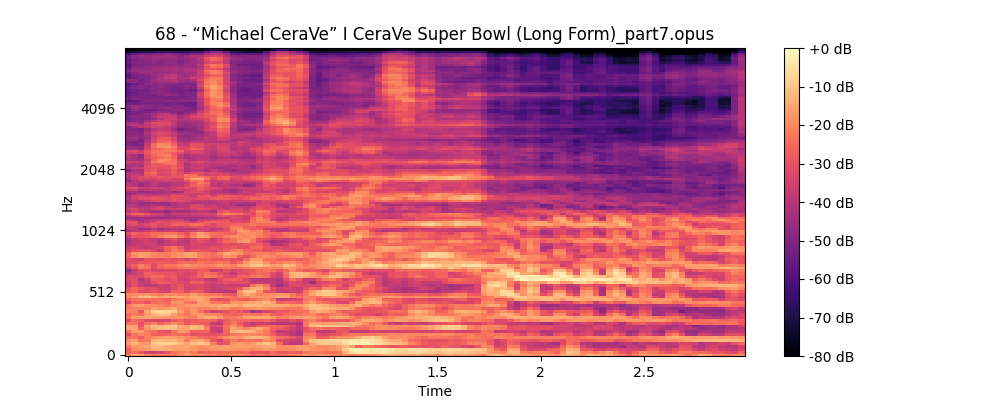 68 - “Michael CeraVe” I CeraVe Super Bowl (Long Form)_part7.opus
Hz
4096
2048
1024
512
0
0
0.5
1
1.5
2
2.5
Time
+0 dB
-10 dB
-20 dB
-30 dB
-40 dB
-50 dB
-60 dB
-70 dB
-80 dB